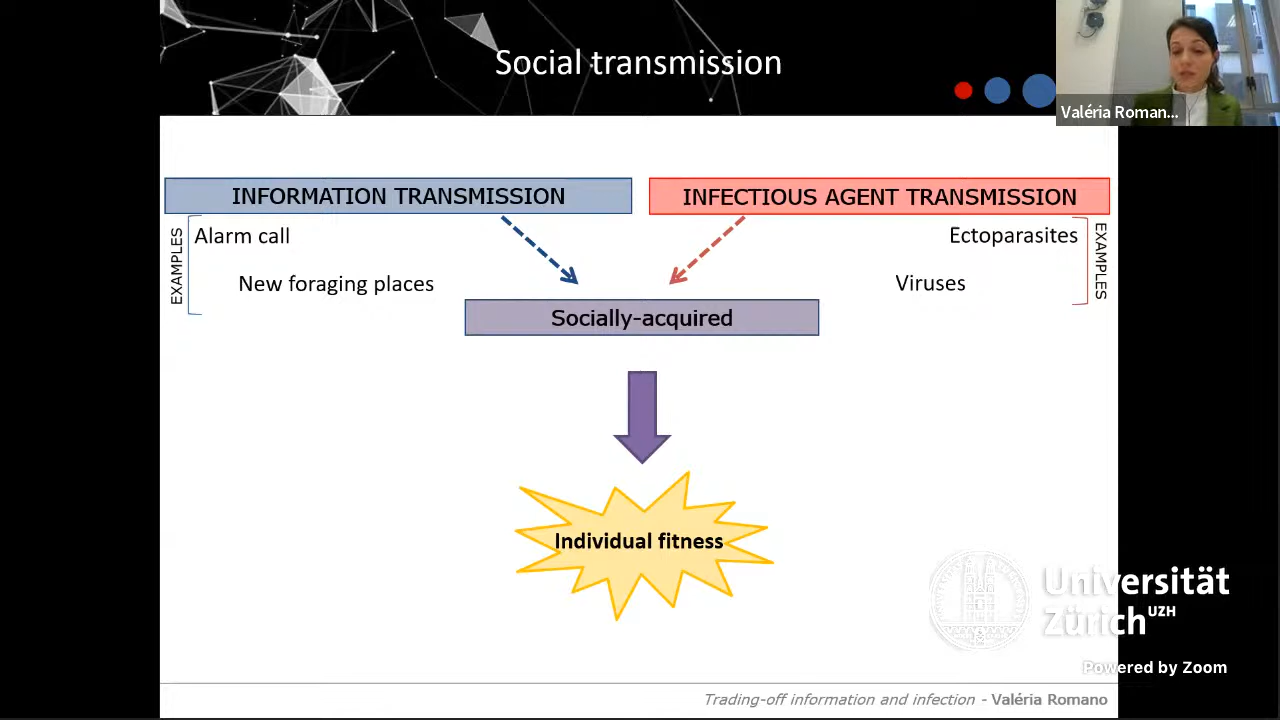 Social transmission
Valéria Roman...
INFORMATION TRANSMISSION
INFECTIOUS AGENT TRANSMISSION
EXAMPLES
Alarm call
New foraging places
Ectoparasites
Viruses
EXAMPLES
Socially-acquired
Individual fitness
Universität
Zürich UZH
Powered by Zoom
Trading-off information and infection - Valéria Romano